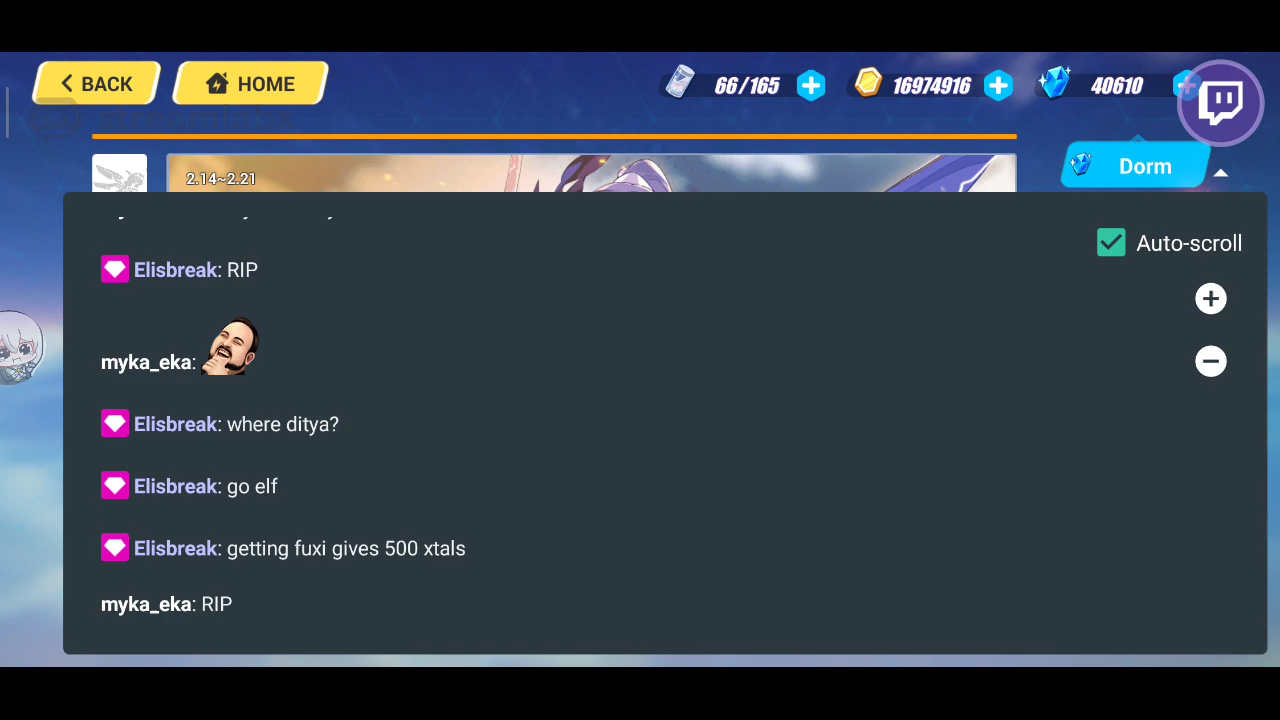 BACK
HOME
66/165
16974916
40610
2.14~2.21
Dorm
Auto-scroll
Elisbreak: RIP
myka_eka:
Elisbreak: where ditya?
Elisbreak: go elf
Elisbreak: getting fuxi gives 500 xtals
myka_eka: RIP